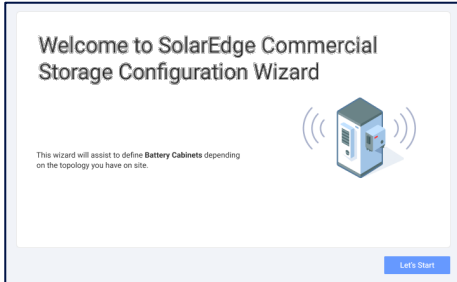 Welcome to SolarEdge Commercial
Storage Configuration Wizard
This wizard will assist to define Battery Cabinets depending
on the topology you have on site.
Let's Start